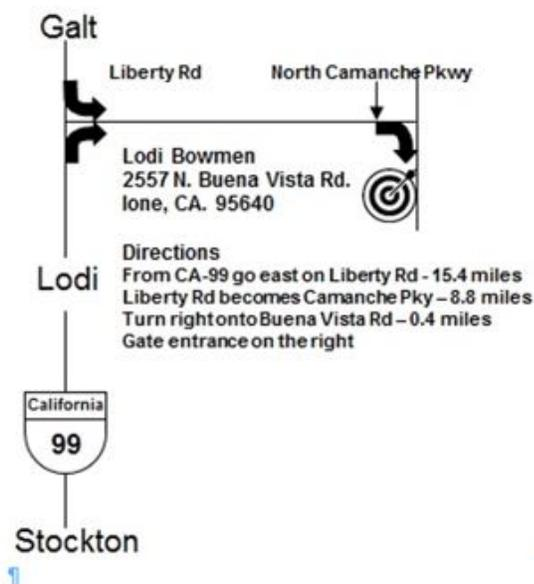 Galt
Liberty Rd
North Camanche Pkwy
Lodi Bowmen
2557 N. Buena Vista Rd.
Ione, CA. 95640
Directions
From CA-99 go east on Liberty Rd - 15.4 miles
Liberty Rd becomes Camanche Pky – 8.8 miles
Turn right onto Buena Vista Rd – 0.4 miles
Gate entrance on the right
Lodi
California
99
Stockton
¶